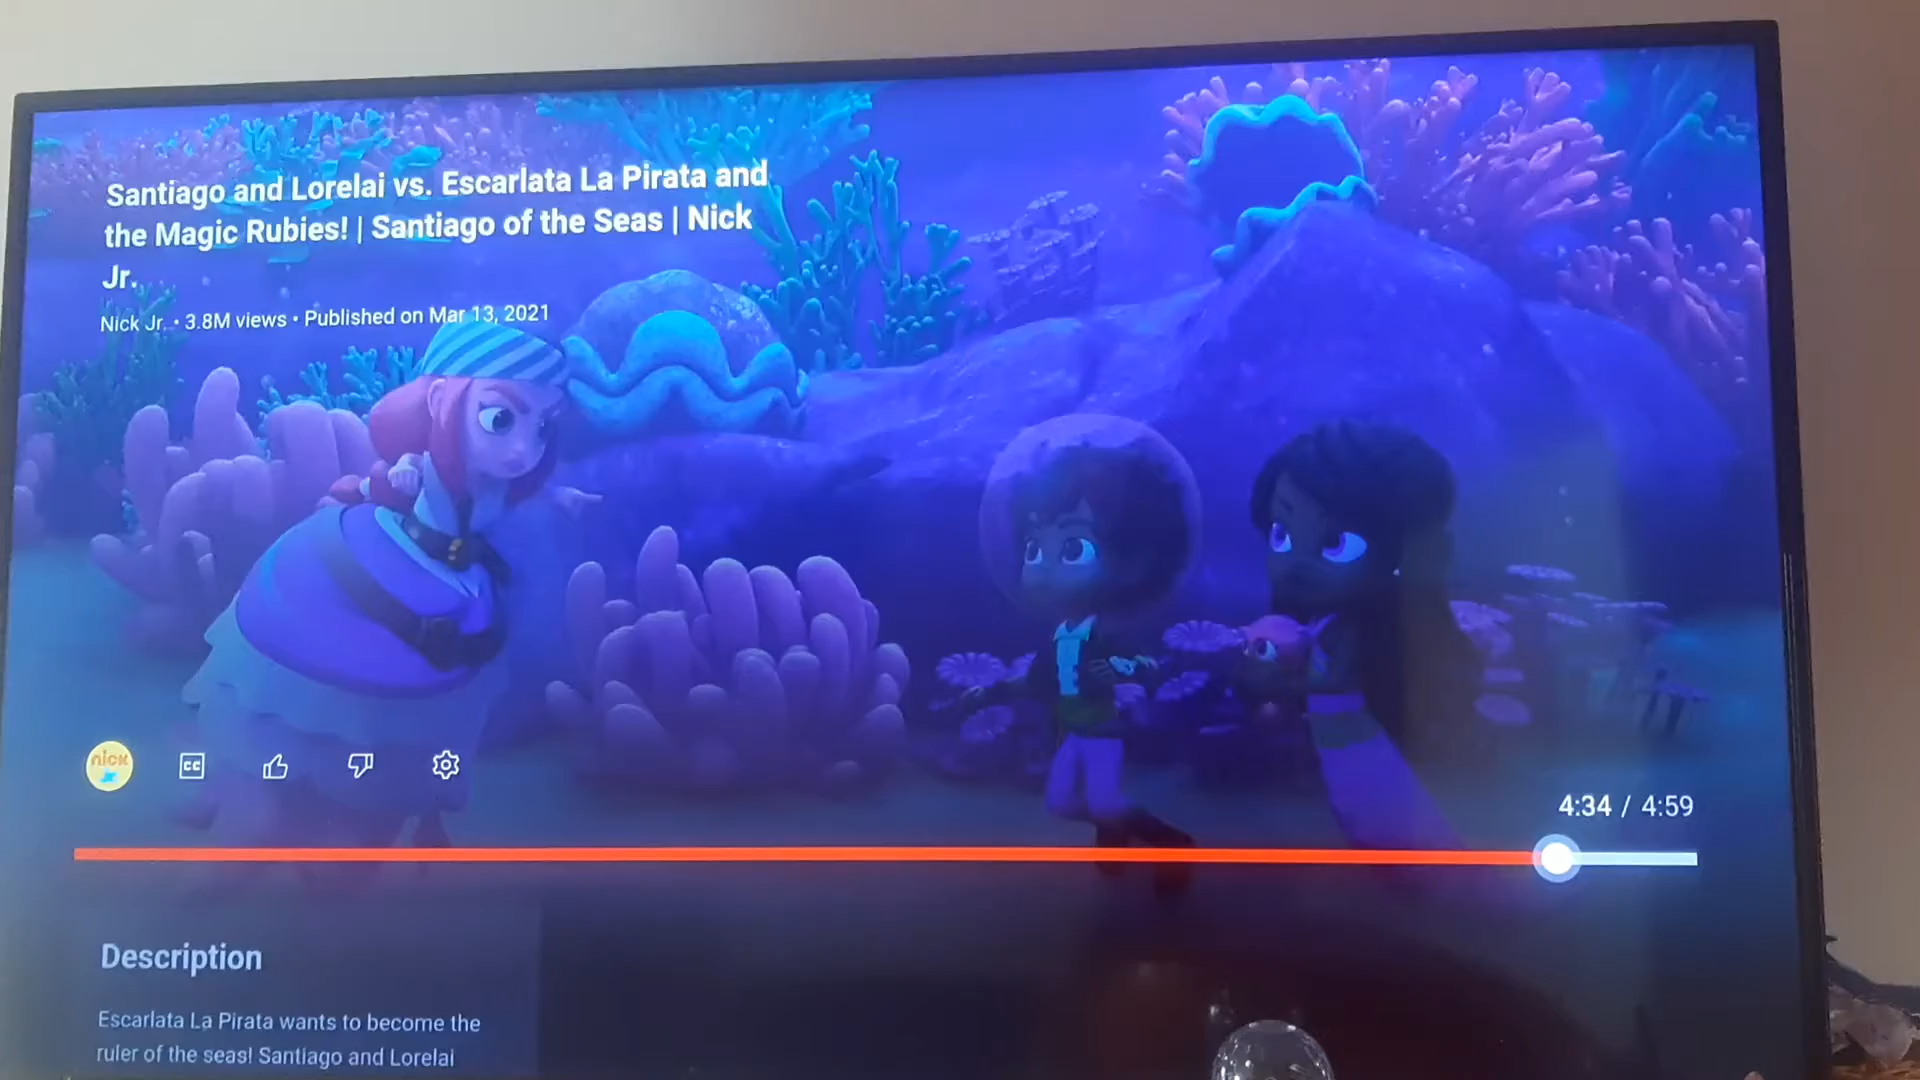 Santiago and Lorelai vs. Escarlata La Pirata and
the Magic Rubies! | Santiago of the Seas | Nick
Jr.
Nick Jr. • 3.8M views • Published on Mar 13, 2021
nick
jr
CC
4:34 / 4:59
Description
Escarlata La Pirata wants to become the
ruler of the seas! Santiago and Lorelai